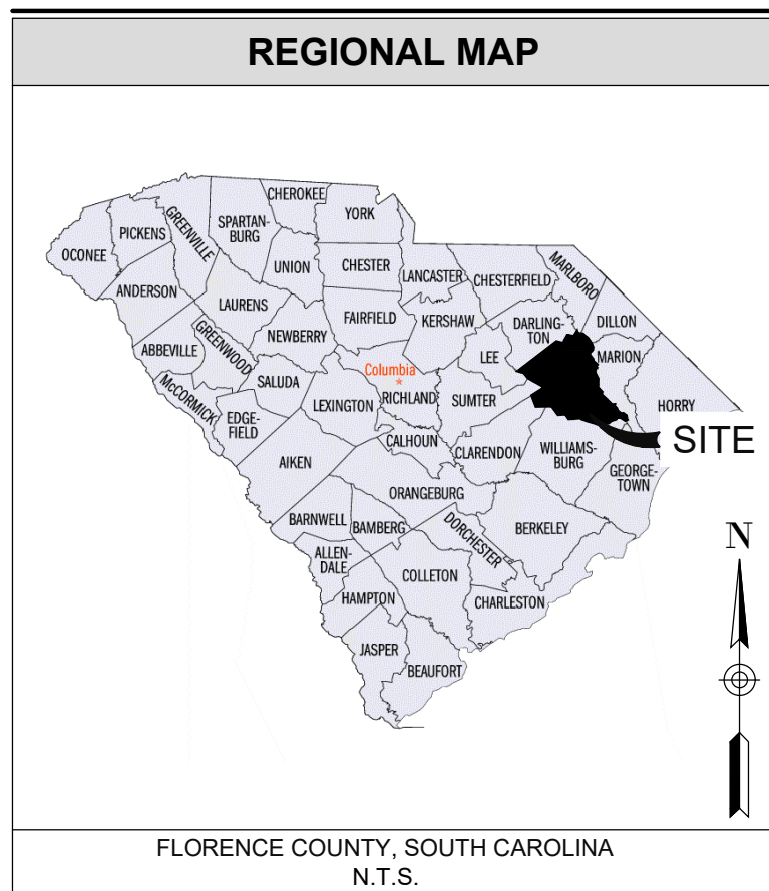 REGIONAL MAP
CHEROKEE
YORK
SPARTAN-
BURG
GREENVILLE
PICKENS
OCONEE
UNION
CHESTER
LANCASTER
CHESTERFIELD
MARLBORO
ANDERSON
LAURENS
FAIRFIELD
KERSHAW
DARLING-
TON
DILLON
NEWBERRY
ABBEVILLE
GREENWOOD
LEE
MARION
Columbia
*
SALUDA
McCORMICK
LEXINGTON
RICHLAND
SUMTER
HORRY
EDGE-
FIELD
CALHOUN
CLARENDON
WILLIAMS-
BURG
SITE
AIKEN
GEORGE-
TOWN
ORANGEBURG
BARNWELL
BAMBERG
DORCHESTER
BERKELEY
N
ALLEN-
DALE
COLLETON
HAMPTON
CHARLESTON
JASPER
BEAUFORT
FLORENCE COUNTY, SOUTH CAROLINA
N.T.S.